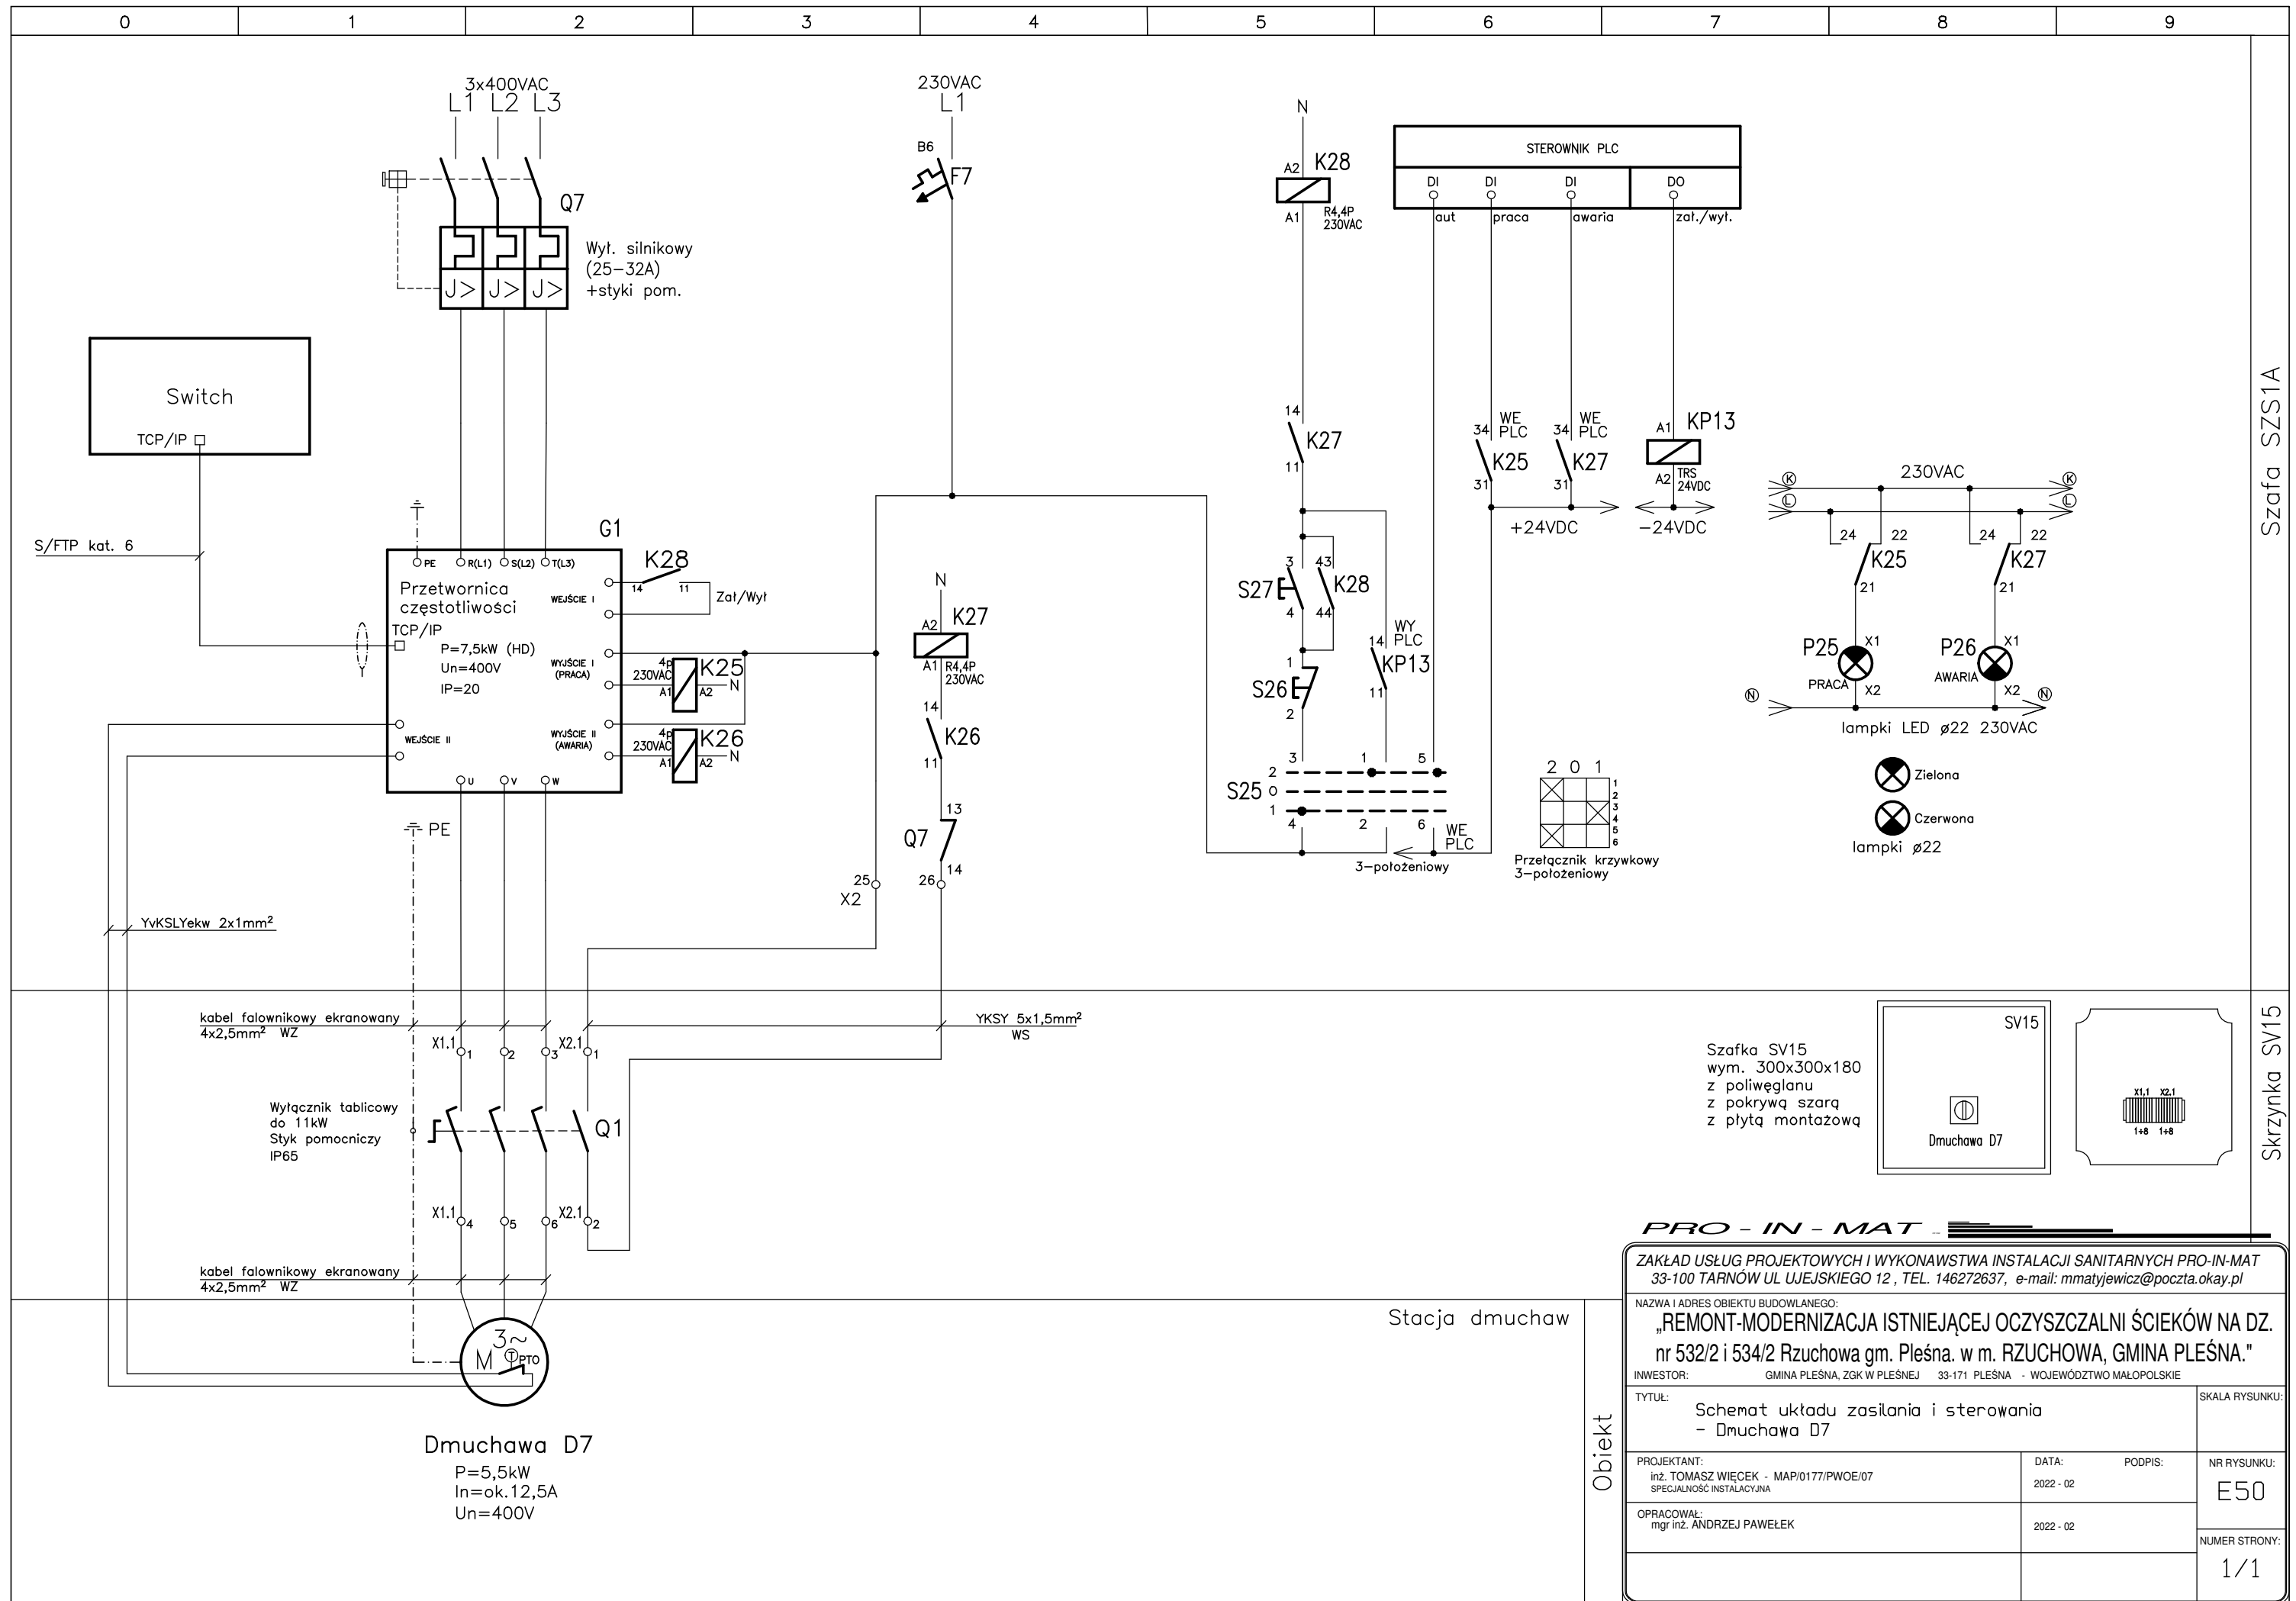 0 1 2 3 4 5 6 7 8 9
3x400VAC
L1 L2 L3
Q7
Wył. silnikowy
(25-32A)
+styki pom.
J> J> J>
Switch
TCP/IP
S/FTP kat. 6
Y
G1
PE R(L1) S(L2) T(L3)
Przetwornica
częstotliwości
TCP/IP
P=7,5kW (HD)
Un=400V
IP=20
WEJŚCIE I
WYJŚCIE I
(PRACA)
WEJŚCIE II
WYJŚCIE II
(AWARIA)
U V W
K28
14 11
Zał/Wył
4p
230VAC
K25
A1 A2 N
4p
230VAC
K26
A1 A2 N
PE
YvKSLYekw 2x1mm²
230VAC
L1
B6
F7
N
A2 K27
A1 R4,4P
230VAC
14
K26
11
13
Q7
14
25 26
X2
N
A2 K28
A1 R4,4P
230VAC
14
K27
11
3 43
S27 K28
4 44
1
S26
2
14 WY
PLC
KP13
11
3 1 5
2
S25 0
1
4 2 6
WE
PLC
3-położeniowy
STEROWNIK PLC
DI DI DI DO
aut praca awaria zał./wył.
34 WE
PLC
K25
31
34 WE
PLC
K27
31
+24VDC
A1 KP13
A2 TRS
24VDC
-24VDC
2 0 1
1
2
3
4
5
6
Przełącznik krzywkowy
3-położeniowy
230VAC
K K
L L
24 22 24 22
K25 K27
21 21
P25 X1 P26 X1
PRACA X2 AWARIA X2
N N
lampki LED ø22 230VAC
Zielona
Czerwona
lampki ø22
Szafa SZS1A
kabel falownikowy ekranowany
4x2,5mm² WZ
YKSY 5x1,5mm²
WS
X1.1 1 2 3 X2.1 1
Wyłącznik tablicowy
do 11kW
Styk pomocniczy
IP65
Q1
X1.1 4 5 6 X2.1 2
kabel falownikowy ekranowany
4x2,5mm² WZ
Szafka SV15
wym. 300x300x180
z poliwęglanu
z pokrywą szarą
z płytą montażową
SV15
Dmuchawa D7
X1,1 X2,1
1÷8 1÷8
Skrzynka SV15
Stacja dmuchaw
Obiekt
3~
M T PTO
Dmuchawa D7
P=5,5kW
In=ok.12,5A
Un=400V
PRO - IN - MAT
ZAKŁAD USŁUG PROJEKTOWYCH I WYKONAWSTWA INSTALACJI SANITARNYCH PRO-IN-MAT
33-100 TARNÓW UL UJEJSKIEGO 12 , TEL. 146272637, e-mail: mmatyjewicz@poczta.okay.pl
NAZWA I ADRES OBIEKTU BUDOWLANEGO:
„REMONT-MODERNIZACJA ISTNIEJĄCEJ OCZYSZCZALNI ŚCIEKÓW NA DZ.
nr 532/2 i 534/2 Rzuchowa gm. Pleśna. w m. RZUCHOWA, GMINA PLEŚNA."
INWESTOR: GMINA PLEŚNA, ZGK W PLEŚNEJ 33-171 PLEŚNA - WOJEWÓDZTWO MAŁOPOLSKIE
TYTUŁ:
Schemat układu zasilania i sterowania
- Dmuchawa D7
SKALA RYSUNKU:
PROJEKTANT:
inż. TOMASZ WIĘCEK - MAP/0177/PWOE/07
SPECJALNOŚĆ INSTALACYJNA
DATA: PODPIS:
2022 - 02
NR RYSUNKU:
E50
OPRACOWAŁ:
mgr inż. ANDRZEJ PAWEŁEK
2022 - 02
NUMER STRONY:
1/1